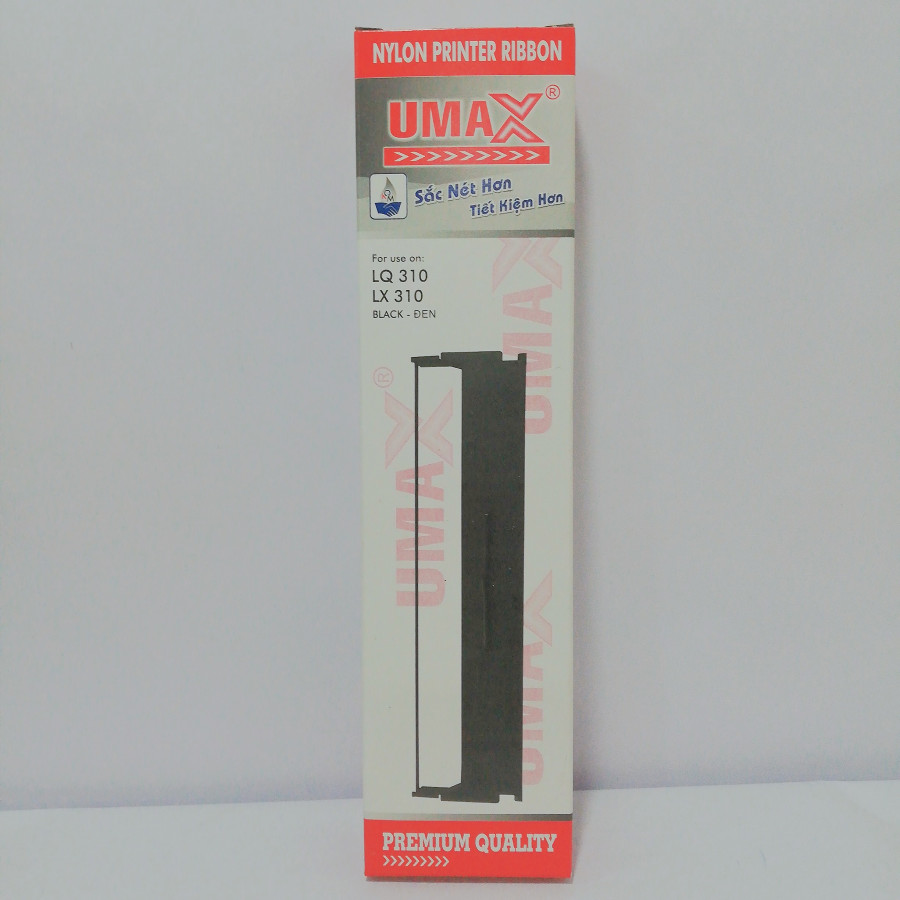 NYLON PRINTER RIBBON
UMAX®
>>>>>>>>>>
Sắc Nét Hơn
Tiết Kiệm Hơn
For use on:
LQ 310
LX 310
BLACK - ĐEN
UMAX
UMAX®
UMAX
PREMIUM QUALITY
>>>>>>>>>>